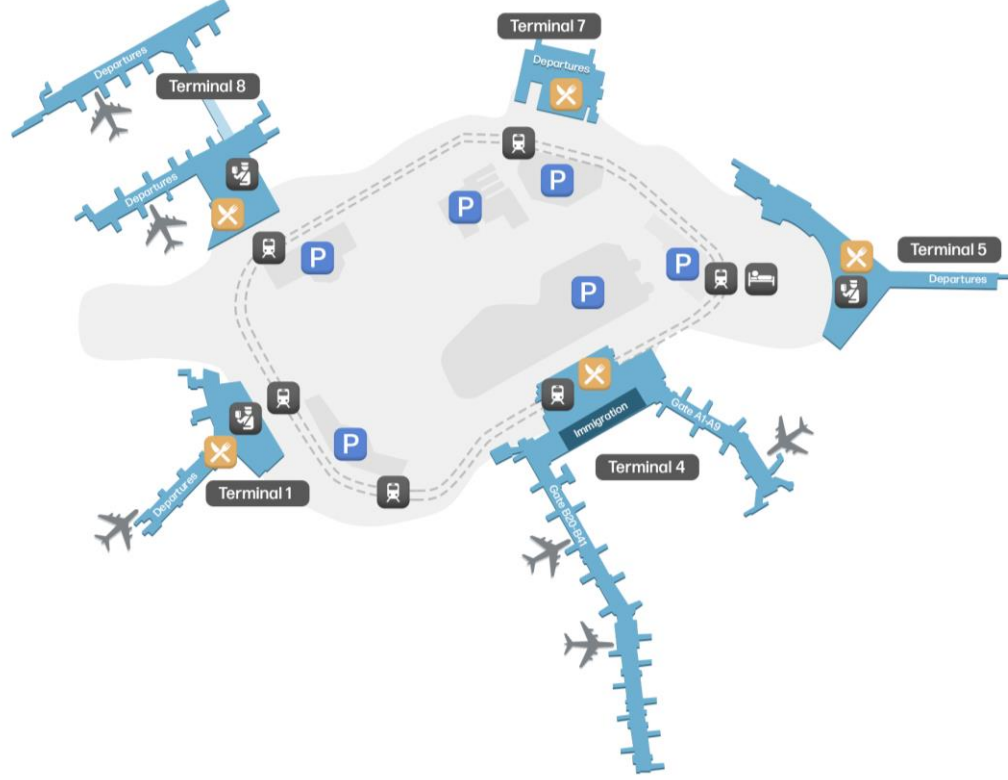 Terminal 7
Departures
Departures
Terminal 8
Departures
P
P
P
P
P
Terminal 5
Departures
Immigration
Gate A1-A9
Terminal 4
P
Departures
Terminal 1
Gate B20-B41